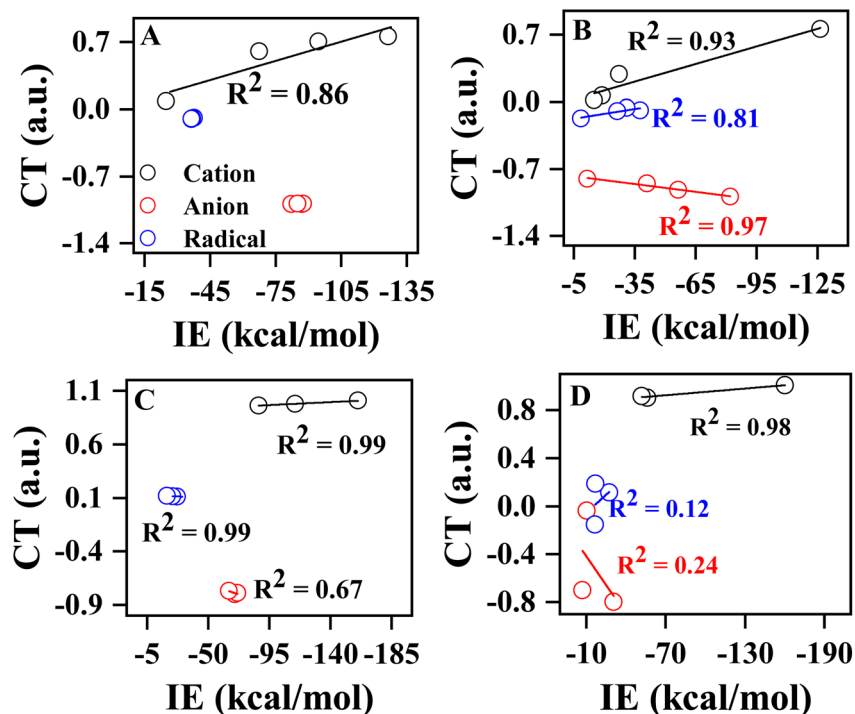 A
0.7
0.0
-0.7
-1.4
CT (a.u.)
R² = 0.86
Cation
Anion
Radical
-15 -45 -75 -105 -135
IE (kcal/mol)
B
0.7
0.0
-0.7
-1.4
CT (a.u.)
R² = 0.93
R² = 0.81
R² = 0.97
-5 -35 -65 -95 -125
IE (kcal/mol)
C
1.1
0.6
0.1
-0.4
-0.9
CT (a.u.)
R² = 0.99
R² = 0.99
R² = 0.67
-5 -50 -95 -140 -185
IE (kcal/mol)
D
0.8
0.4
0.0
-0.4
-0.8
CT (a.u.)
R² = 0.98
R² = 0.12
R² = 0.24
-10 -70 -130 -190
IE (kcal/mol)